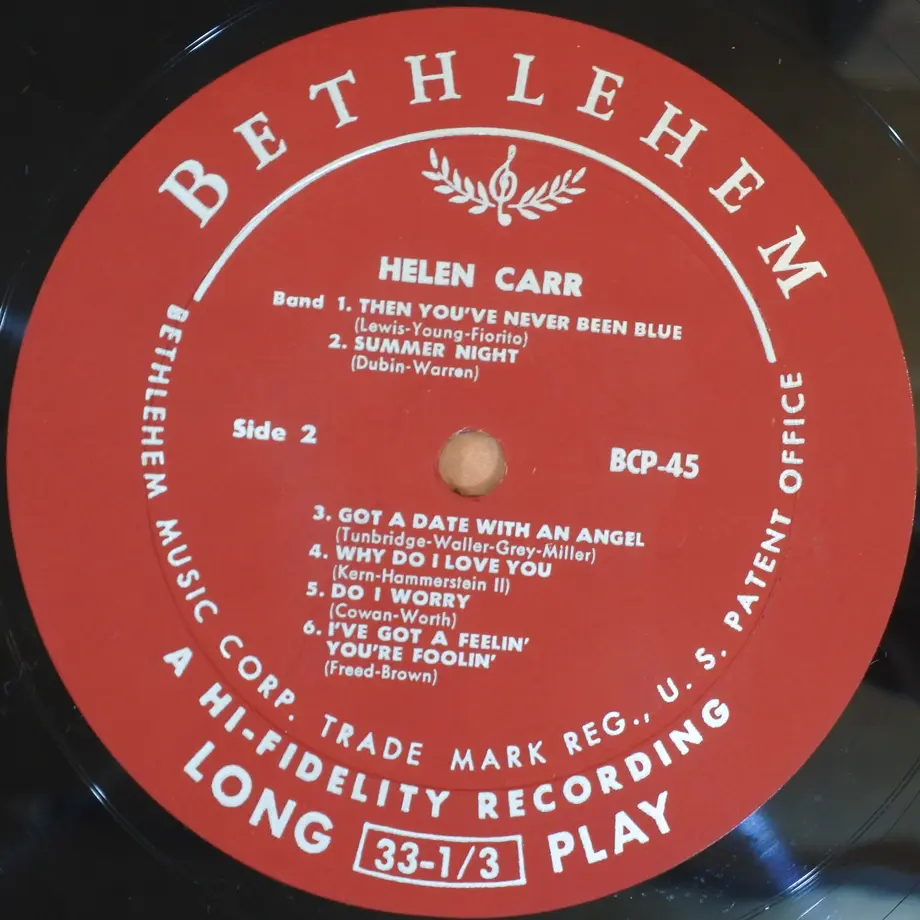 BETHLEHEM
HELEN CARR
Band 1. THEN YOU'VE NEVER BEEN BLUE
(Lewis-Young-Fiorito)
2. SUMMER NIGHT
(Dubin-Warren)
Side 2
BCP-45
3. GOT A DATE WITH AN ANGEL
(Tunbridge-Waller-Grey-Miller)
4. WHY DO I LOVE YOU
(Kern-Hammerstein II)
5. DO I WORRY
(Cowan-Worth)
6. I'VE GOT A FEELIN'
YOU'RE FOOLIN'
(Freed-Brown)
BETHLEHEM MUSIC CORP. TRADE MARK REG., U. S. PATENT OFFICE
A HI-FIDELITY RECORDING
LONG 33-1/3 PLAY